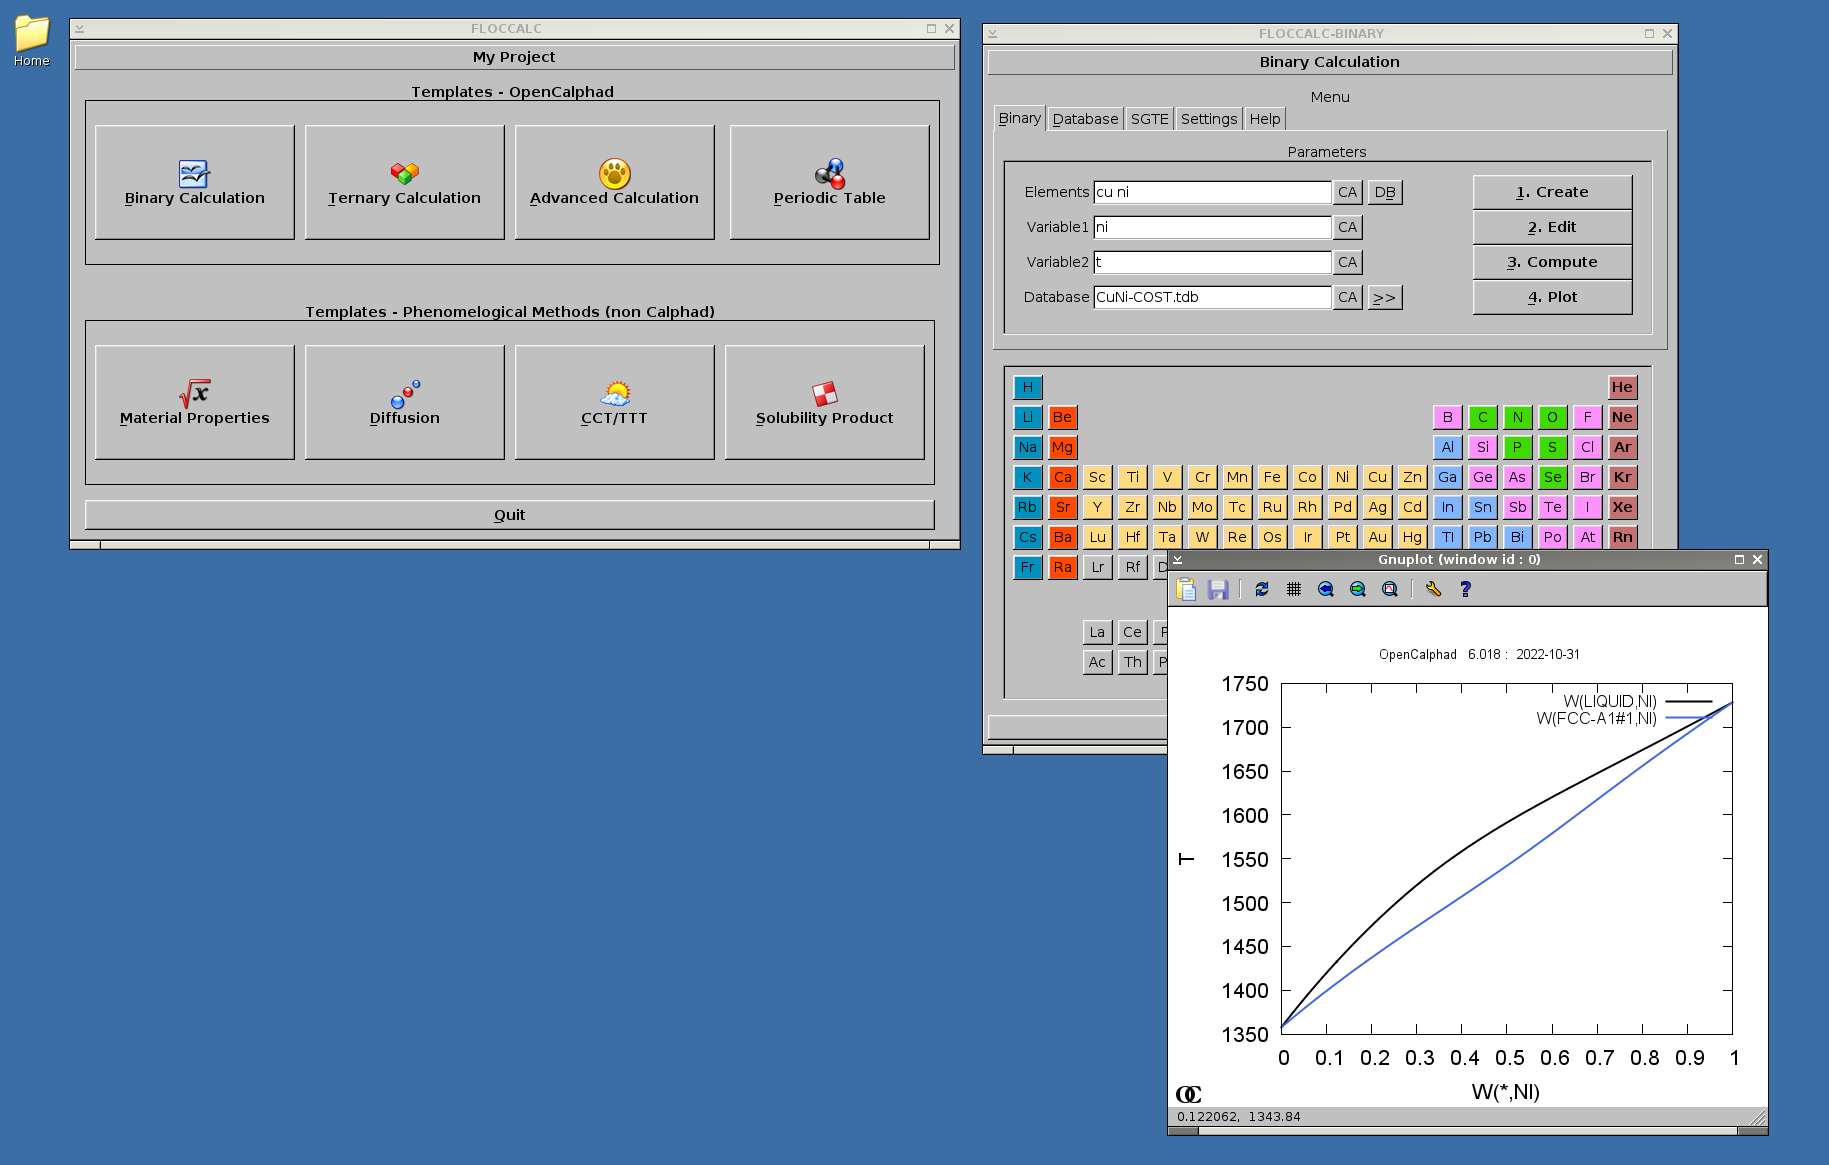 Home
FLOCCALC
My Project
Templates - OpenCalphad
Binary Calculation
Ternary Calculation
Advanced Calculation
Periodic Table
Templates - Phenomelogical Methods (non Calphad)
Material Properties
Diffusion
CCT/TTT
Solubility Product
Quit
FLOCCALC-BINARY
Binary Calculation
Menu
Binary Database SGTE Settings Help
Parameters
Elements cu ni CA DB 1. Create
Variable1 ni CA 2. Edit
Variable2 t CA 3. Compute
Database CuNi-COST.tdb CA >> 4. Plot
H He
Li Be B C N O F Ne
Na Mg Al Si P S Cl Ar
K Ca Sc Ti V Cr Mn Fe Co Ni Cu Zn Ga Ge As Se Br Kr
Rb Sr Y Zr Nb Mo Tc Ru Rh Pd Ag Cd In Sn Sb Te I Xe
Cs Ba Lu Hf Ta W Re Os Ir Pt Au Hg Tl Pb Bi Po At Rn
Fr Ra Lr Rf
La Ce
Ac Th
Gnuplot (window id : 0)
OpenCalphad 6.018 : 2022-10-31
W(LIQUID,NI)
W(FCC-A1#1,NI)
1750
1700
1650
1600
1550
1500
1450
1400
1350
T
0 0.1 0.2 0.3 0.4 0.5 0.6 0.7 0.8 0.9 1
W(*,NI)
OC
0.122062, 1343.84